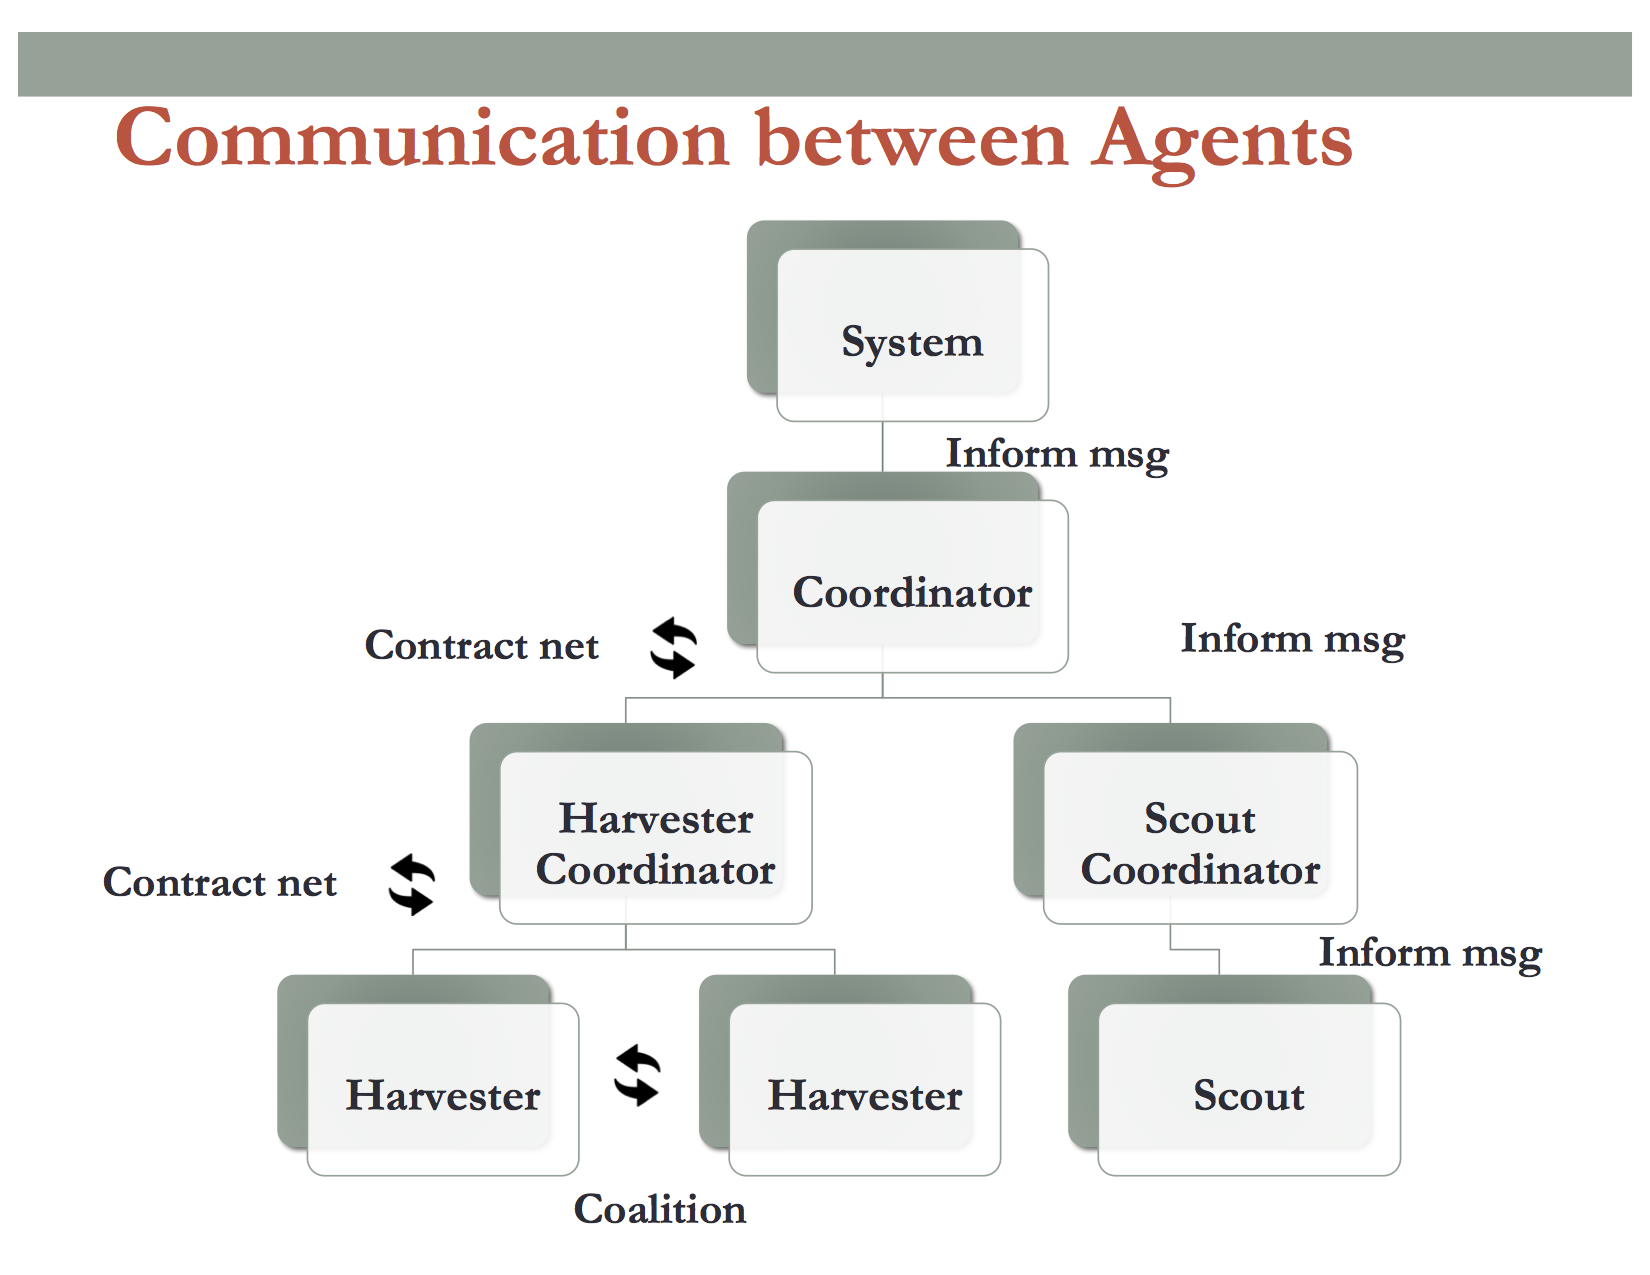 Communication between Agents
System
Inform msg
Coordinator
Contract net
Inform msg
Harvester
Coordinator
Scout
Coordinator
Contract net
Inform msg
Harvester
Harvester
Scout
Coalition